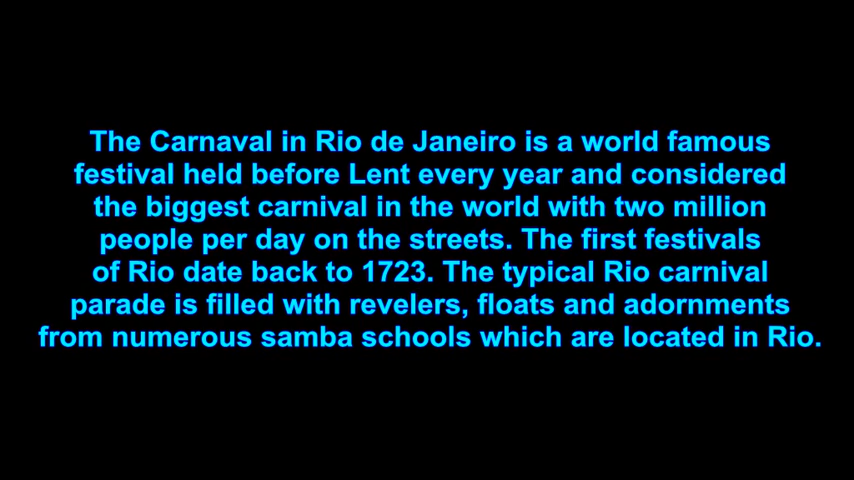 The Carnaval in Rio de Janeiro is a world famous
festival held before Lent every year and considered
the biggest carnival in the world with two million
people per day on the streets. The first festivals
of Rio date back to 1723. The typical Rio carnival
parade is filled with revelers, floats and adornments
from numerous samba schools which are located in Rio.